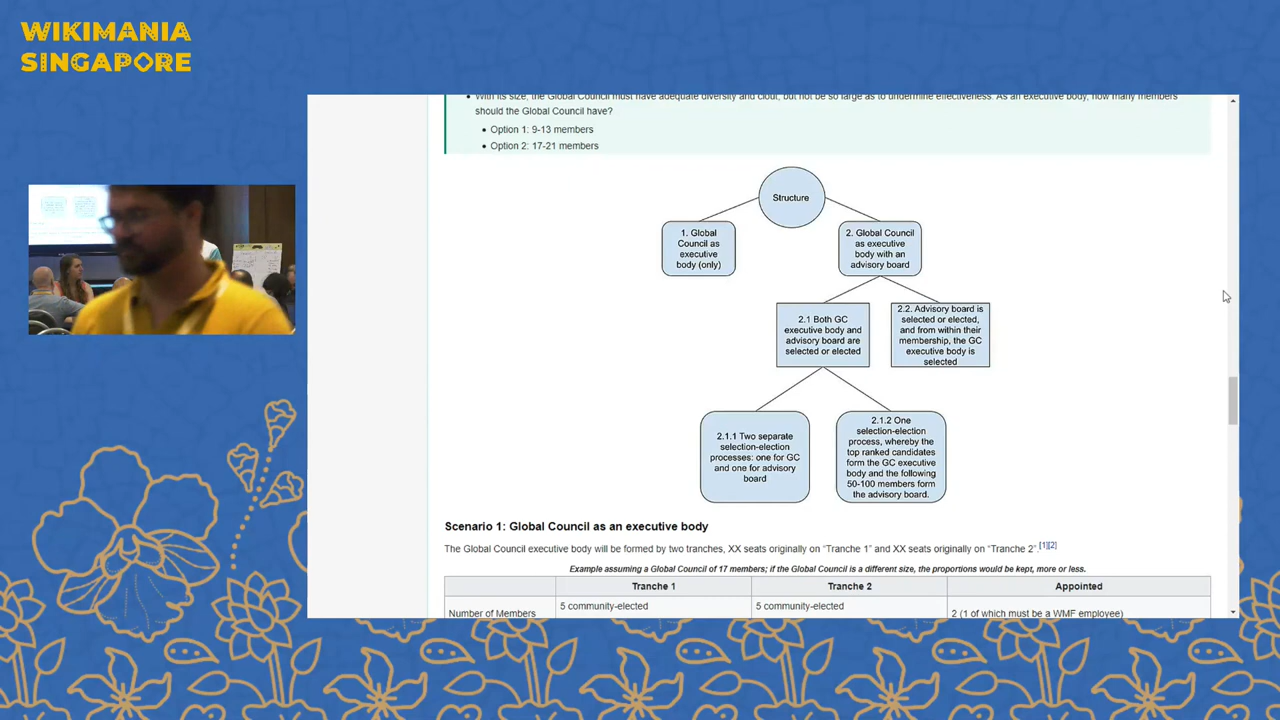 WIKIMANIA
SINGAPORE
With its size, the Global Council must have adequate diversity and clout, but not be so large as to undermine effectiveness. As an executive body, how many members
should the Global Council have?
Option 1: 9-13 members
Option 2: 17-21 members
Structure
1. Global
Council as
executive
body (only)
2. Global Council
as executive
body with an
advisory board
2.1 Both GC
executive body and
advisory board are
selected or elected
2.2. Advisory board is
selected or elected,
and from within their
membership, the GC
executive body is
selected
2.1.1 Two separate
selection-election
processes: one for GC
and one for advisory
board
2.1.2 One
selection-election
process, whereby the
top ranked candidates
form the GC executive
body and the following
50-100 members form
the advisory board.
Scenario 1: Global Council as an executive body
The Global Council executive body will be formed by two tranches, XX seats originally on “Tranche 1” and XX seats originally on “Tranche 2”.[1][2]
Example assuming a Global Council of 17 members; if the Global Council is a different size, the proportions would be kept, more or less.
Tranche 1 Tranche 2 Appointed
Number of Members 5 community-elected 5 community-elected 2 (1 of which must be a WMF employee)